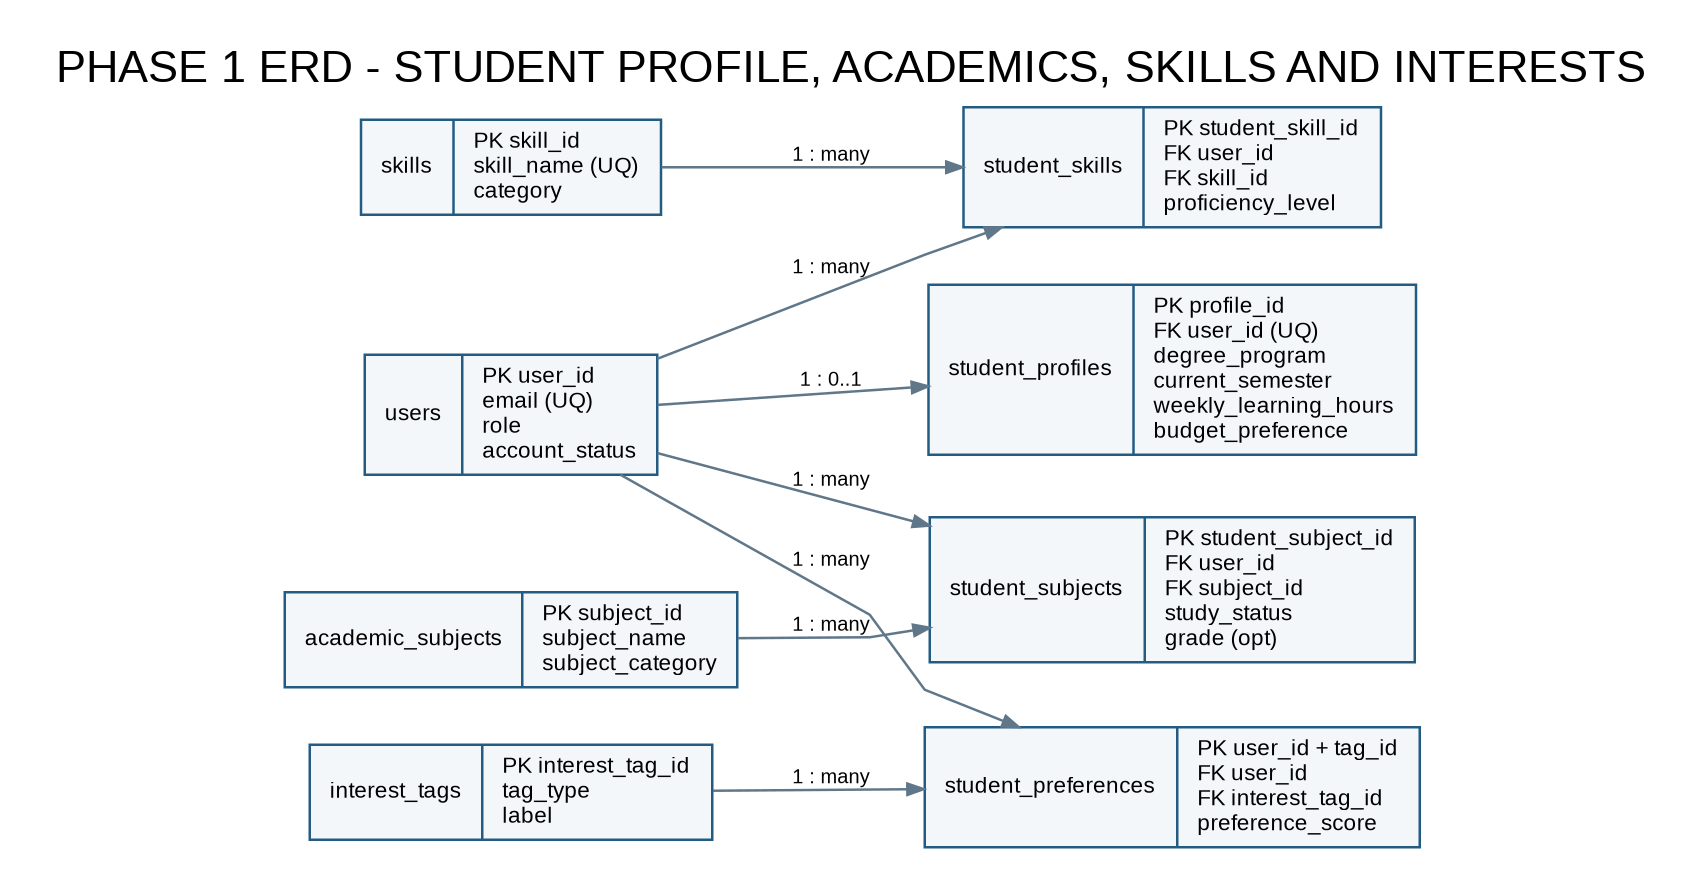 PHASE 1 ERD - STUDENT PROFILE, ACADEMICS, SKILLS AND INTERESTS
skills
PK skill_id
skill_name (UQ)
category
1 : many
student_skills
PK student_skill_id
FK user_id
FK skill_id
proficiency_level
1 : many
users
PK user_id
email (UQ)
role
account_status
1 : 0..1
student_profiles
PK profile_id
FK user_id (UQ)
degree_program
current_semester
weekly_learning_hours
budget_preference
1 : many
1 : many
academic_subjects
PK subject_id
subject_name
subject_category
1 : many
student_subjects
PK student_subject_id
FK user_id
FK subject_id
study_status
grade (opt)
interest_tags
PK interest_tag_id
tag_type
label
1 : many
student_preferences
PK user_id + tag_id
FK user_id
FK interest_tag_id
preference_score